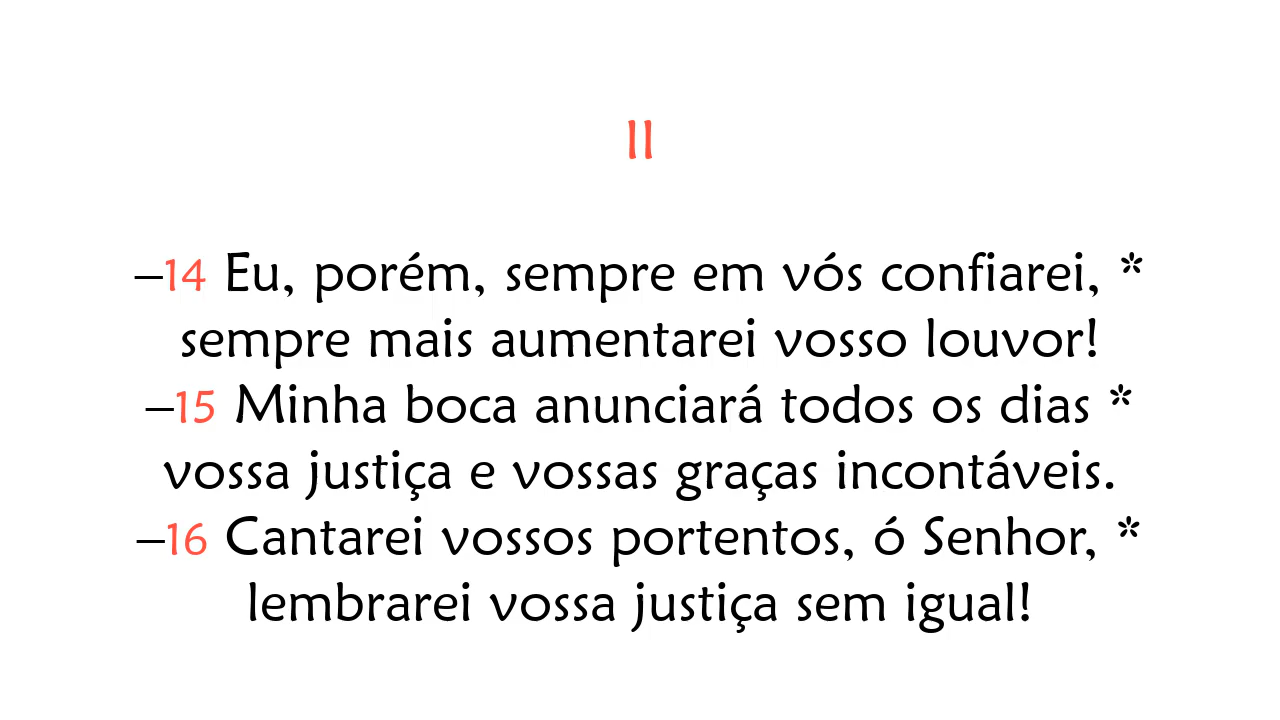 II
–14 Eu, porém, sempre em vós confiarei, *
sempre mais aumentarei vosso louvor!
–15 Minha boca anunciará todos os dias *
vossa justiça e vossas graças incontáveis.
–16 Cantarei vossos portentos, ó Senhor, *
lembrarei vossa justiça sem igual!